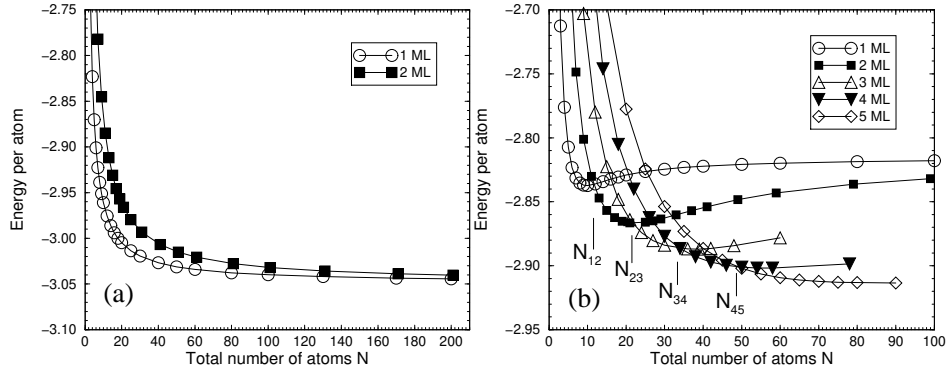 −2.75
−2.80
−2.85
−2.90
−2.95
−3.00
−3.05
−3.10
Energy per atom
1 ML
2 ML
(a)
0 20 40 60 80 100 120 140 160 180 200
Total number of atoms N
−2.70
−2.75
−2.80
−2.85
−2.90
−2.95
Energy per atom
1 ML
2 ML
3 ML
4 ML
5 ML
N12
N23
N34
N45
(b)
0 10 20 30 40 50 60 70 80 90 100
Total number of atoms N